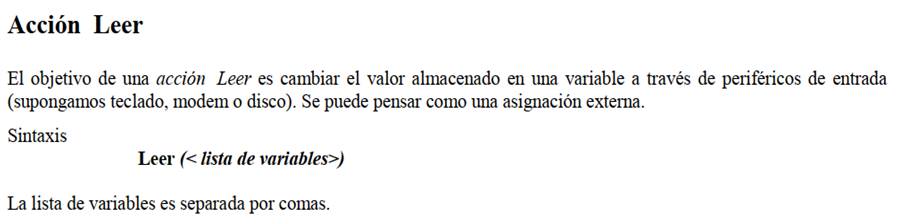 Acción Leer
El objetivo de una acción Leer es cambiar el valor almacenado en una variable a través de periféricos de entrada
(supongamos teclado, modem o disco). Se puede pensar como una asignación externa.
Sintaxis
Leer (< lista de variables>)
La lista de variables es separada por comas.